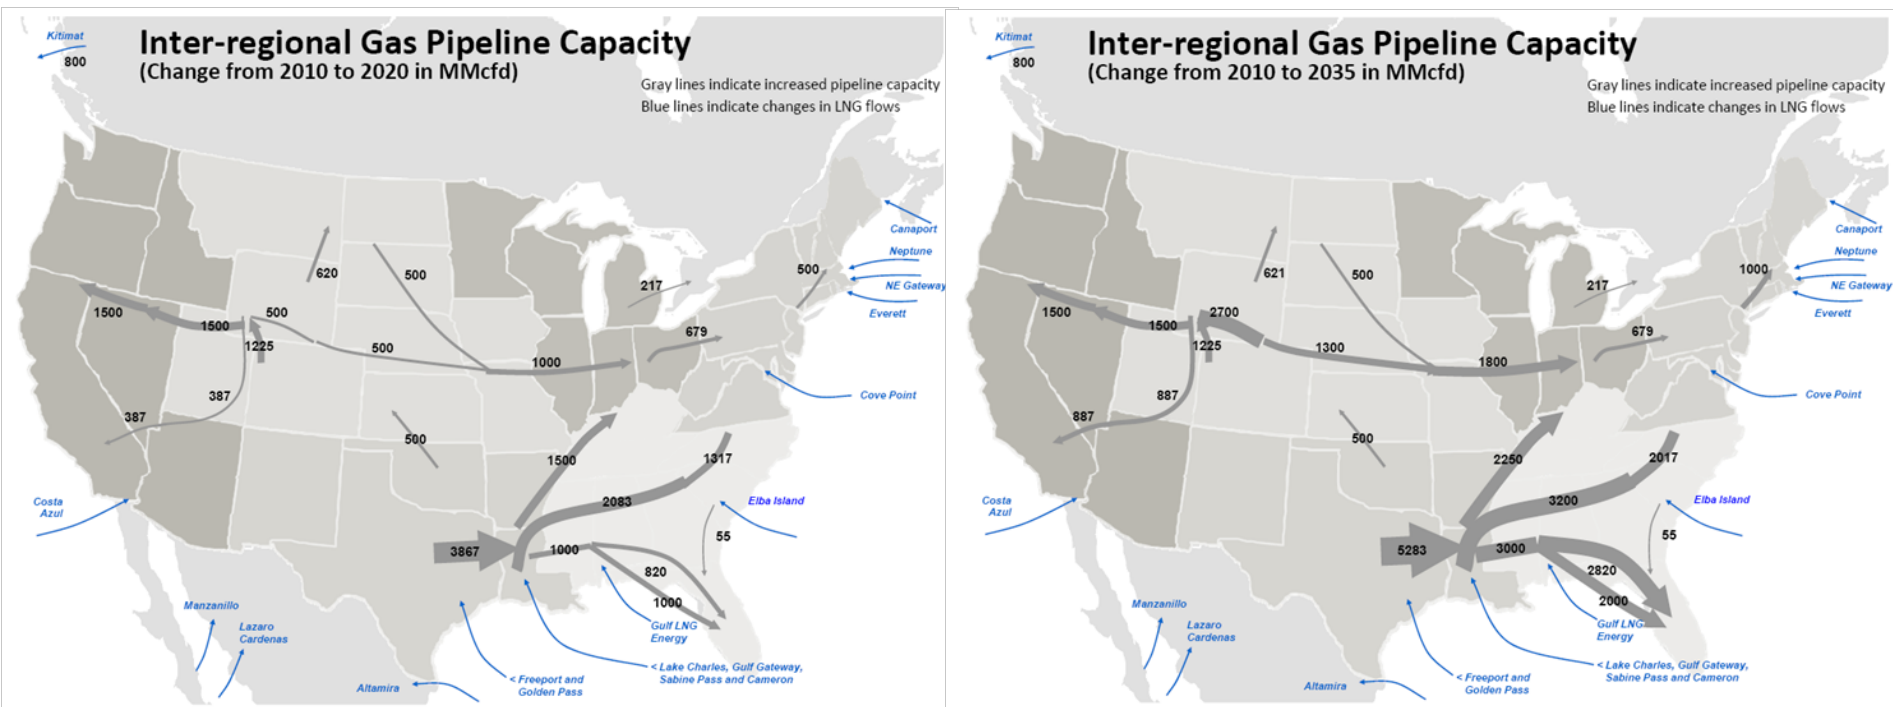 Inter-regional Gas Pipeline Capacity
(Change from 2010 to 2020 in MMcfd)
Gray lines indicate increased pipeline capacity
Blue lines indicate changes in LNG flows
Kitimat
800
Canaport
Neptune
NE Gateway
Everett
620
500
217
500
1500
1500
500
1225
500
679
1000
387
387
Cove Point
500
1500
1317
2083
Elba Island
Costa
Azul
55
3867
1000
820
1000
Manzanillo
Lazaro
Cardenas
Gulf LNG
Energy
< Lake Charles, Gulf Gateway,
Sabine Pass and Cameron
< Freeport and
Golden Pass
Altamira
Inter-regional Gas Pipeline Capacity
(Change from 2010 to 2035 in MMcfd)
Gray lines indicate increased pipeline capacity
Blue lines indicate changes in LNG flows
Kitimat
800
Canaport
Neptune
NE Gateway
Everett
621
500
217
1000
1500
1500
2700
1225
1300
679
1800
887
887
Cove Point
500
2250
2017
3200
Elba Island
Costa
Azul
55
5283
3000
2820
2000
Manzanillo
Lazaro
Cardenas
Gulf LNG
Energy
< Lake Charles, Gulf Gateway,
Sabine Pass and Cameron
< Freeport and
Golden Pass
Altamira